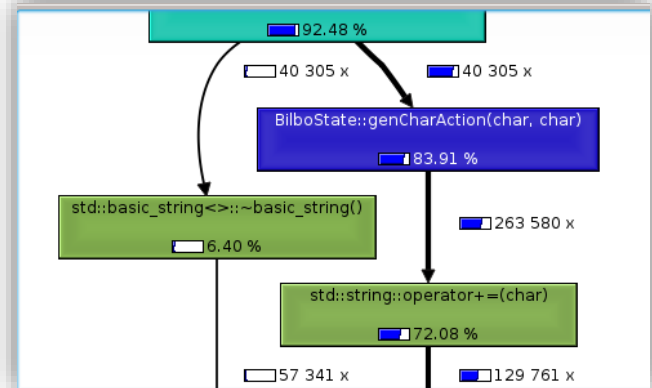 92.48 %
40 305 x
40 305 x
BilboState::genCharAction(char, char)
83.91 %
std::basic_string<>::~basic_string()
6.40 %
263 580 x
std::string::operator+=(char)
72.08 %
57 341 x
129 761 x